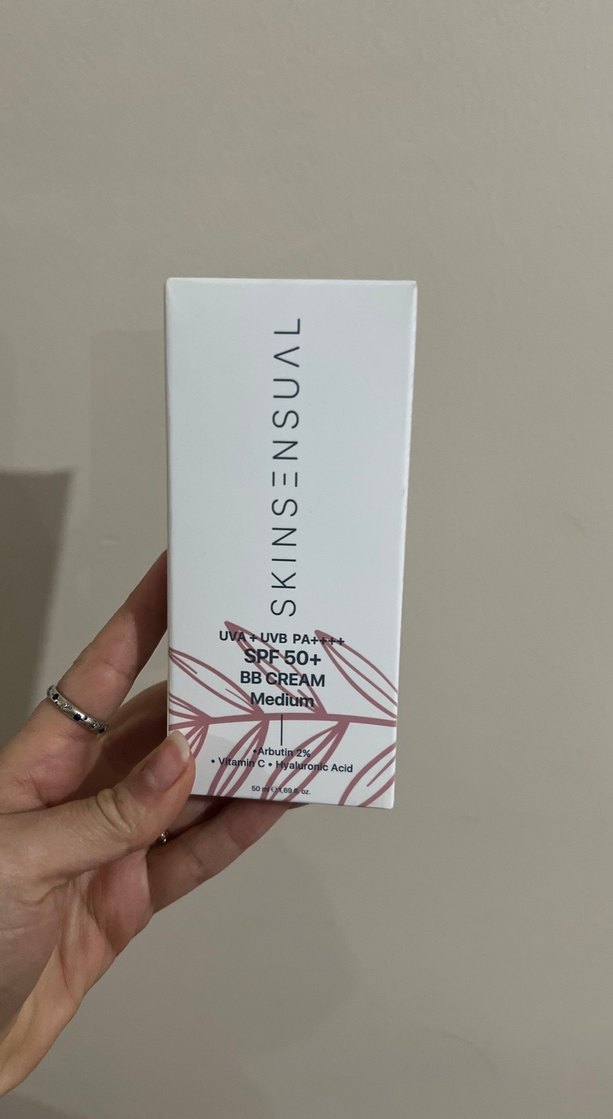 SKINSENSUAL
UVA + UVB PA++++
SPF 50+
BB CREAM
Medium
•Arbutin 2%
• Vitamin C • Hyaluronic Acid
50 ml ℮ 1,69 fl. oz.